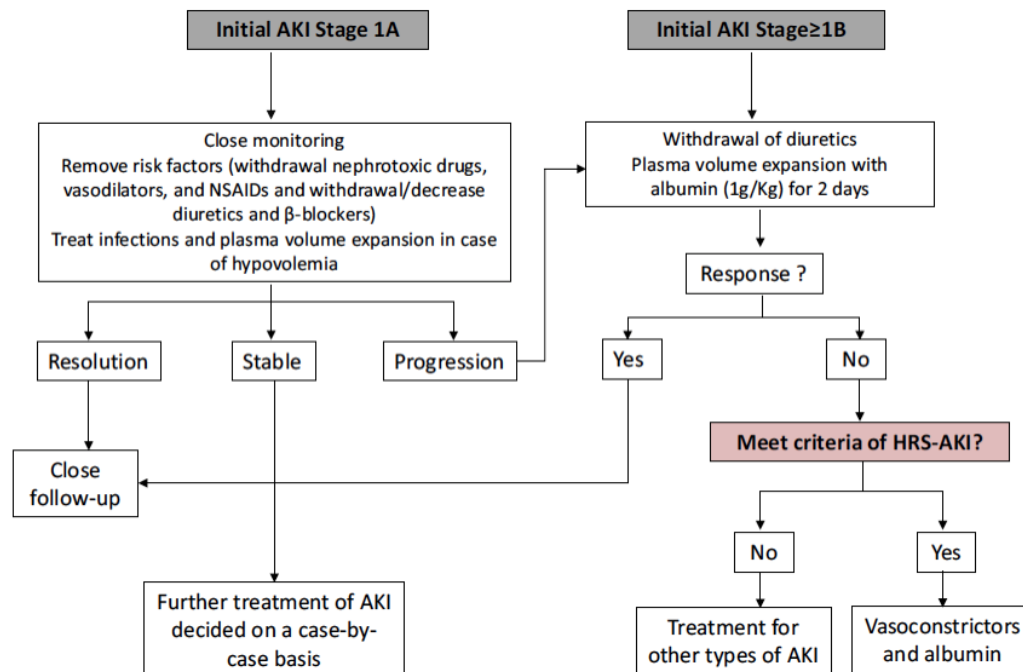 Initial AKI Stage 1A
Initial AKI Stage≥1B
Close monitoring
Remove risk factors (withdrawal nephrotoxic drugs,
vasodilators, and NSAIDs and withdrawal/decrease
diuretics and β-blockers)
Treat infections and plasma volume expansion in case
of hypovolemia
Withdrawal of diuretics
Plasma volume expansion with
albumin (1g/Kg) for 2 days
Response ?
Resolution
Stable
Progression
Yes
No
Meet criteria of HRS-AKI?
Close
follow-up
No
Yes
Further treatment of AKI
decided on a case-by-
case basis
Treatment for
other types of AKI
Vasoconstrictors
and albumin